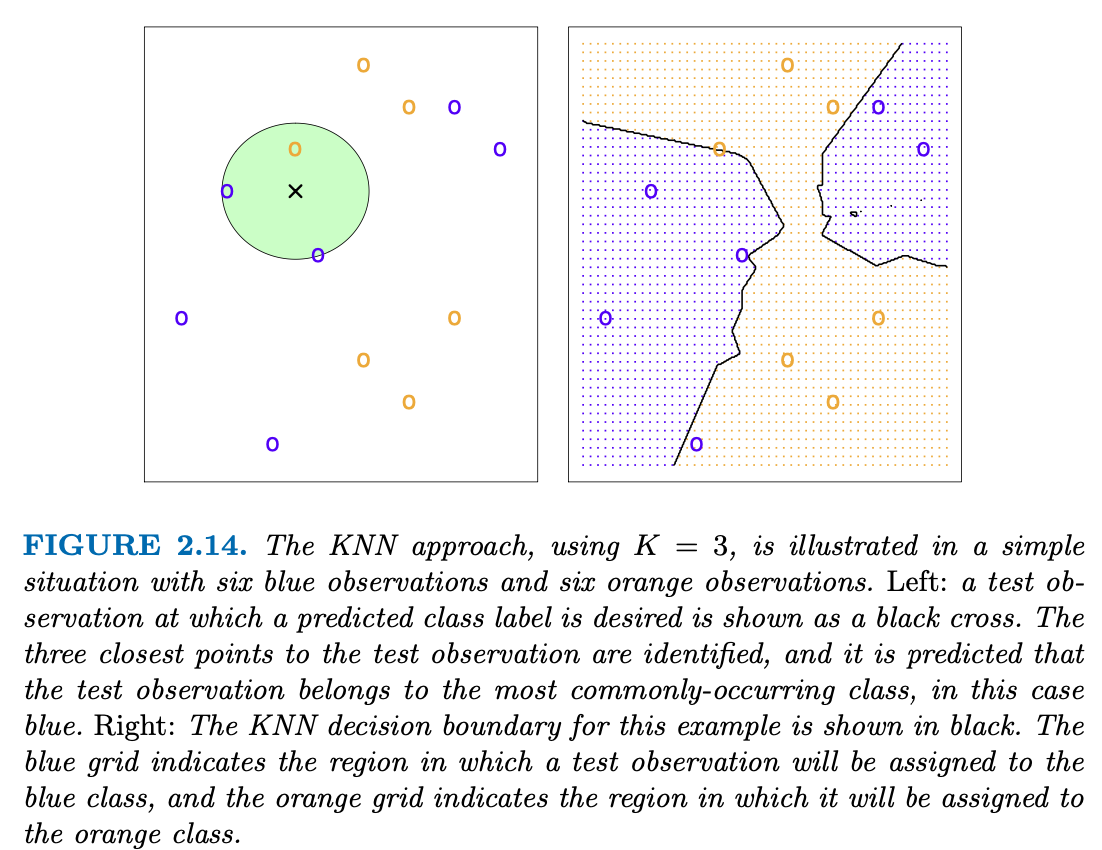 FIGURE 2.14. The KNN approach, using K = 3, is illustrated in a simple
situation with six blue observations and six orange observations. Left: a test ob-
servation at which a predicted class label is desired is shown as a black cross. The
three closest points to the test observation are identified, and it is predicted that
the test observation belongs to the most commonly-occurring class, in this case
blue. Right: The KNN decision boundary for this example is shown in black. The
blue grid indicates the region in which a test observation will be assigned to the
blue class, and the orange grid indicates the region in which it will be assigned to
the orange class.